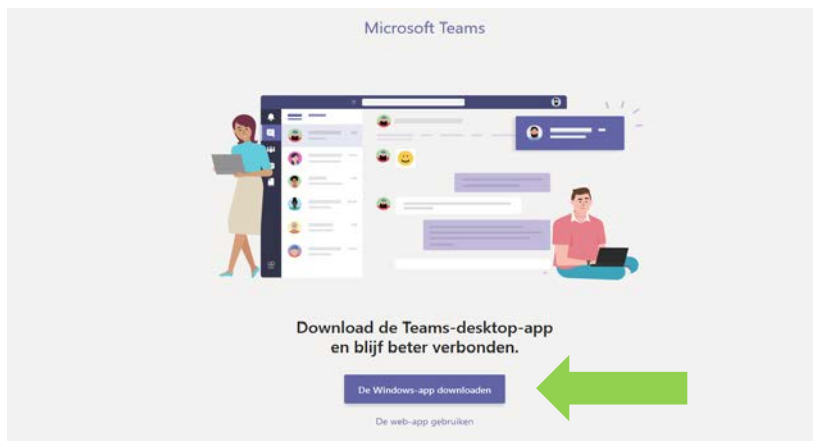 Microsoft Teams
Download de Teams-desktop-app
en blijf beter verbonden.
De Windows-app downloaden
De web-app gebruiken